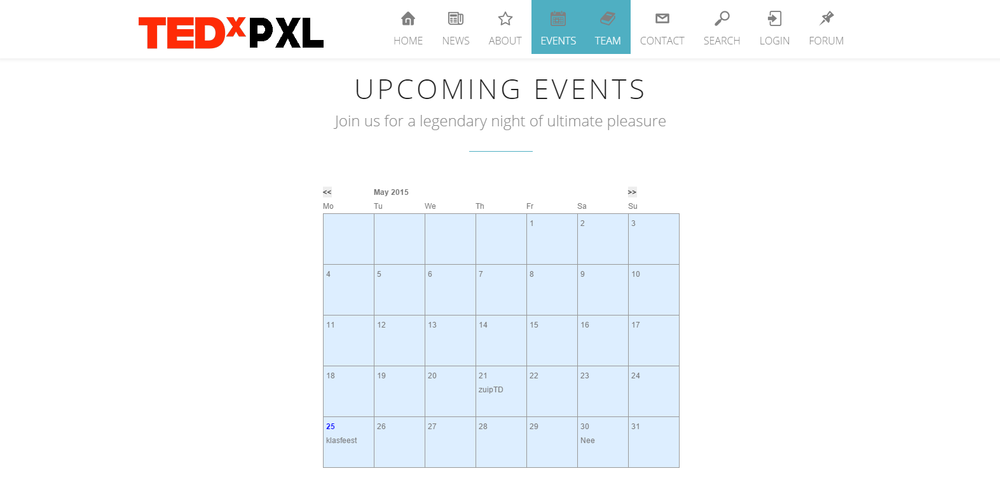 TEDxPXL
HOME NEWS ABOUT EVENTS TEAM CONTACT SEARCH LOGIN FORUM
UPCOMING EVENTS
Join us for a legendary night of ultimate pleasure
<< May 2015 >>
Mo Tu We Th Fr Sa Su
1 2 3
4 5 6 7 8 9 10
11 12 13 14 15 16 17
18 19 20 21 22 23 24
zuipTD
25 26 27 28 29 30 31
klasfeest Nee